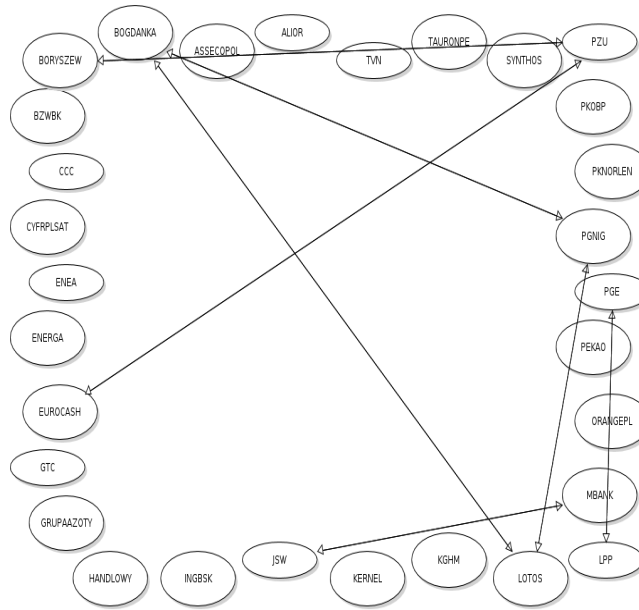 BOGDANKA
ALIOR
TAURONPE
PZU
ASSECOPOL
BORYSZEW
TVN
SYNTHOS
BZWBK
PKOBP
CCC
PKNORLEN
CYFRPLSAT
PGNIG
ENEA
PGE
ENERGA
PEKAO
EUROCASH
ORANGEPL
GTC
MBANK
GRUPAAZOTY
JSW
KGHM
LPP
HANDLOWY
INGBSK
KERNEL
LOTOS